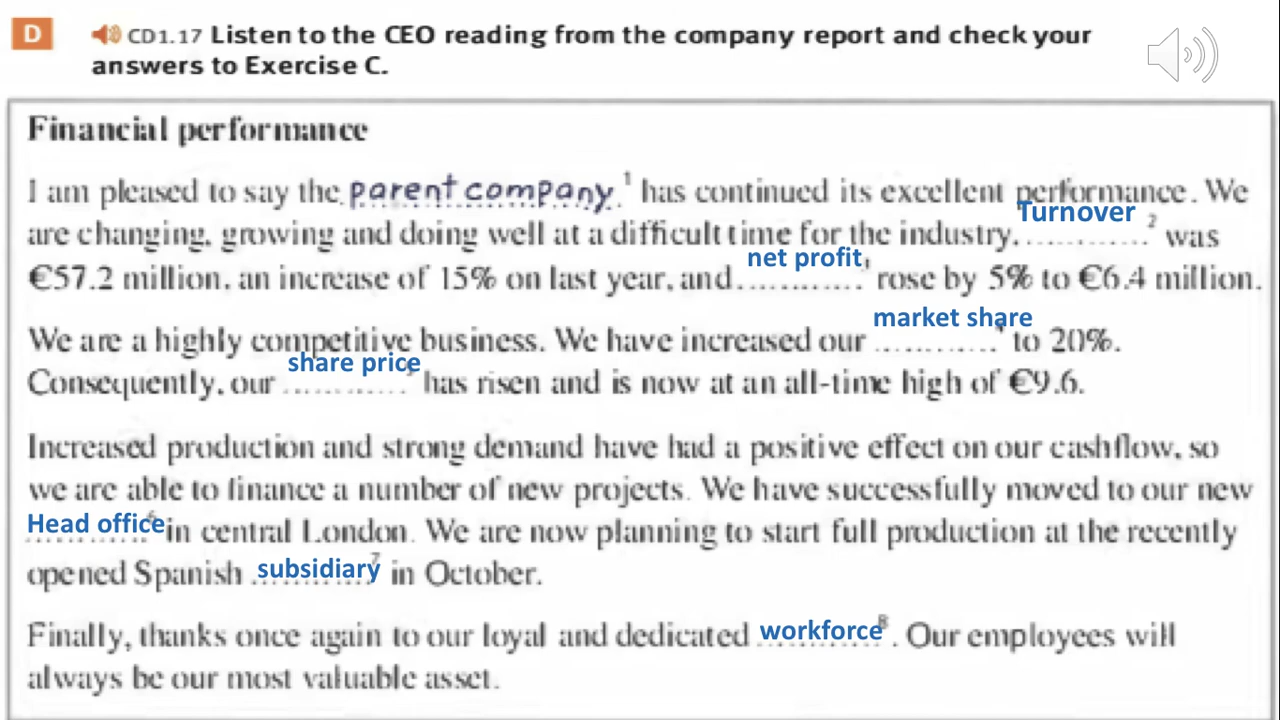 D CD1.17 Listen to the CEO reading from the company report and check your
answers to Exercise C.
Financial performance
I am pleased to say the parent company 1 has continued its excellent performance. We
are changing, growing and doing well at a difficult time for the industry. Turnover 2 was
€57.2 million, an increase of 15% on last year, and net profit rose by 5% to €6.4 million.
We are a highly competitive business. We have increased our market share to 20%.
Consequently, our share price has risen and is now at an all-time high of €9.6.
Increased production and strong demand have had a positive effect on our cashflow, so
we are able to finance a number of new projects. We have successfully moved to our new
Head office in central London. We are now planning to start full production at the recently
opened Spanish subsidiary 7 in October.
Finally, thanks once again to our loyal and dedicated workforce 8. Our employees will
always be our most valuable asset.